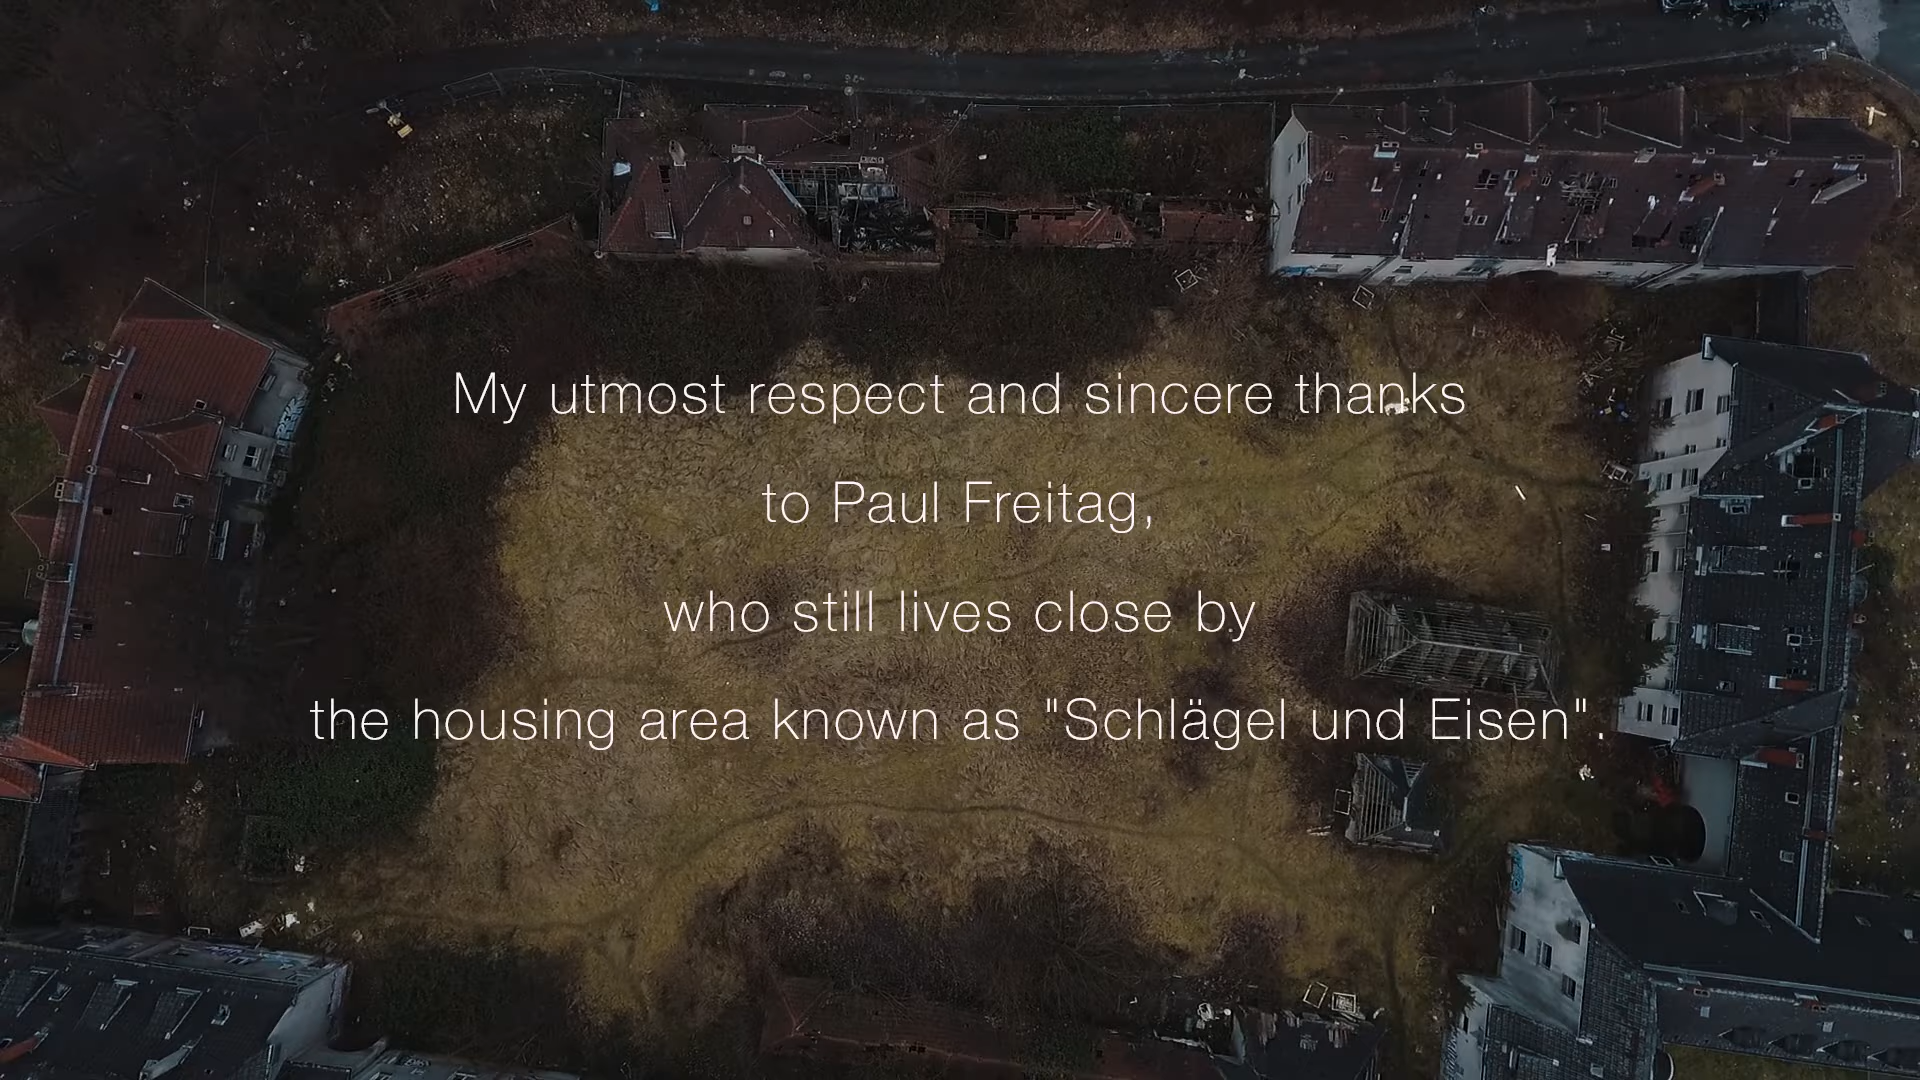 My utmost respect and sincere thanks
to Paul Freitag,
who still lives close by
the housing area known as "Schlägel und Eisen".